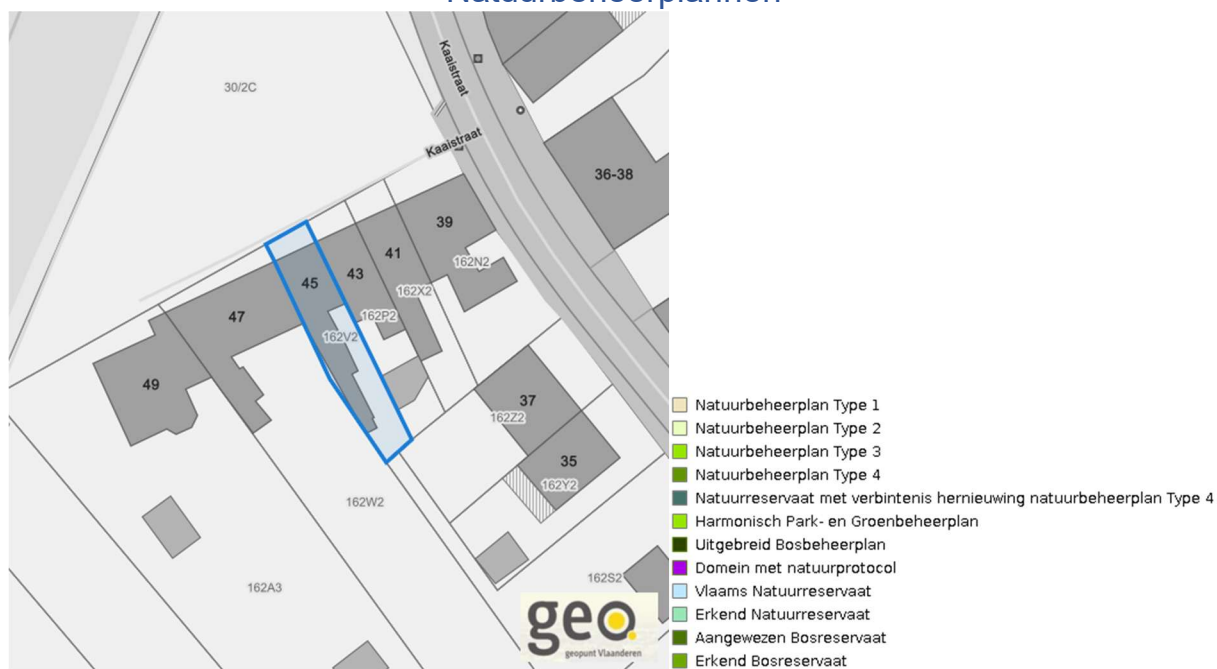 Natuurbeheerplannen
Kaaistraat
30/2C
Kaaistraat
36-38
39
41
162N2
43
45
162X2
47
162P2
162V2
49
37
162Z2
35
162Y2
162W2
162S2
162A3
geo.
geopunt Vlaanderen
Natuurbeheerplan Type 1
Natuurbeheerplan Type 2
Natuurbeheerplan Type 3
Natuurbeheerplan Type 4
Natuurreservaat met verbintenis hernieuwing natuurbeheerplan Type 4
Harmonisch Park- en Groenbeheerplan
Uitgebreid Bosbeheerplan
Domein met natuurprotocol
Vlaams Natuurreservaat
Erkend Natuurreservaat
Aangewezen Bosreservaat
Erkend Bosreservaat